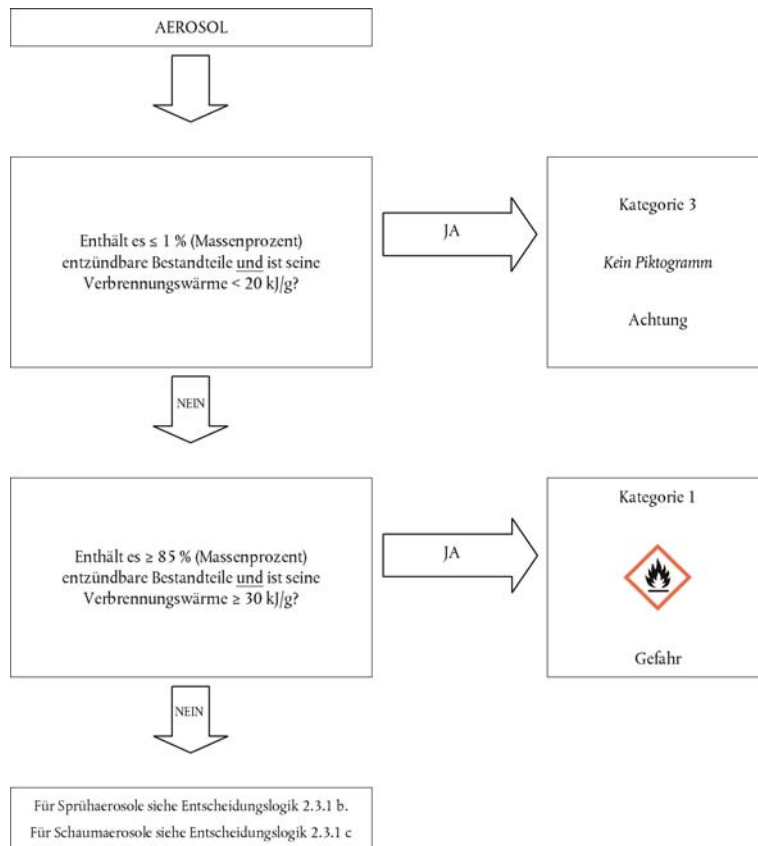 AEROSOL
Enthält es ≤ 1 % (Massenprozent)
entzündbare Bestandteile und ist seine
Verbrennungswärme < 20 kJ/g?
JA
Kategorie 3
Kein Piktogramm
Achtung
NEIN
Enthält es ≥ 85 % (Massenprozent)
entzündbare Bestandteile und ist seine
Verbrennungswärme ≥ 30 kJ/g?
JA
Kategorie 1
Gefahr
NEIN
Für Sprühaerosole siehe Entscheidungslogik 2.3.1 b.
Für Schaumaerosole siehe Entscheidungslogik 2.3.1 c